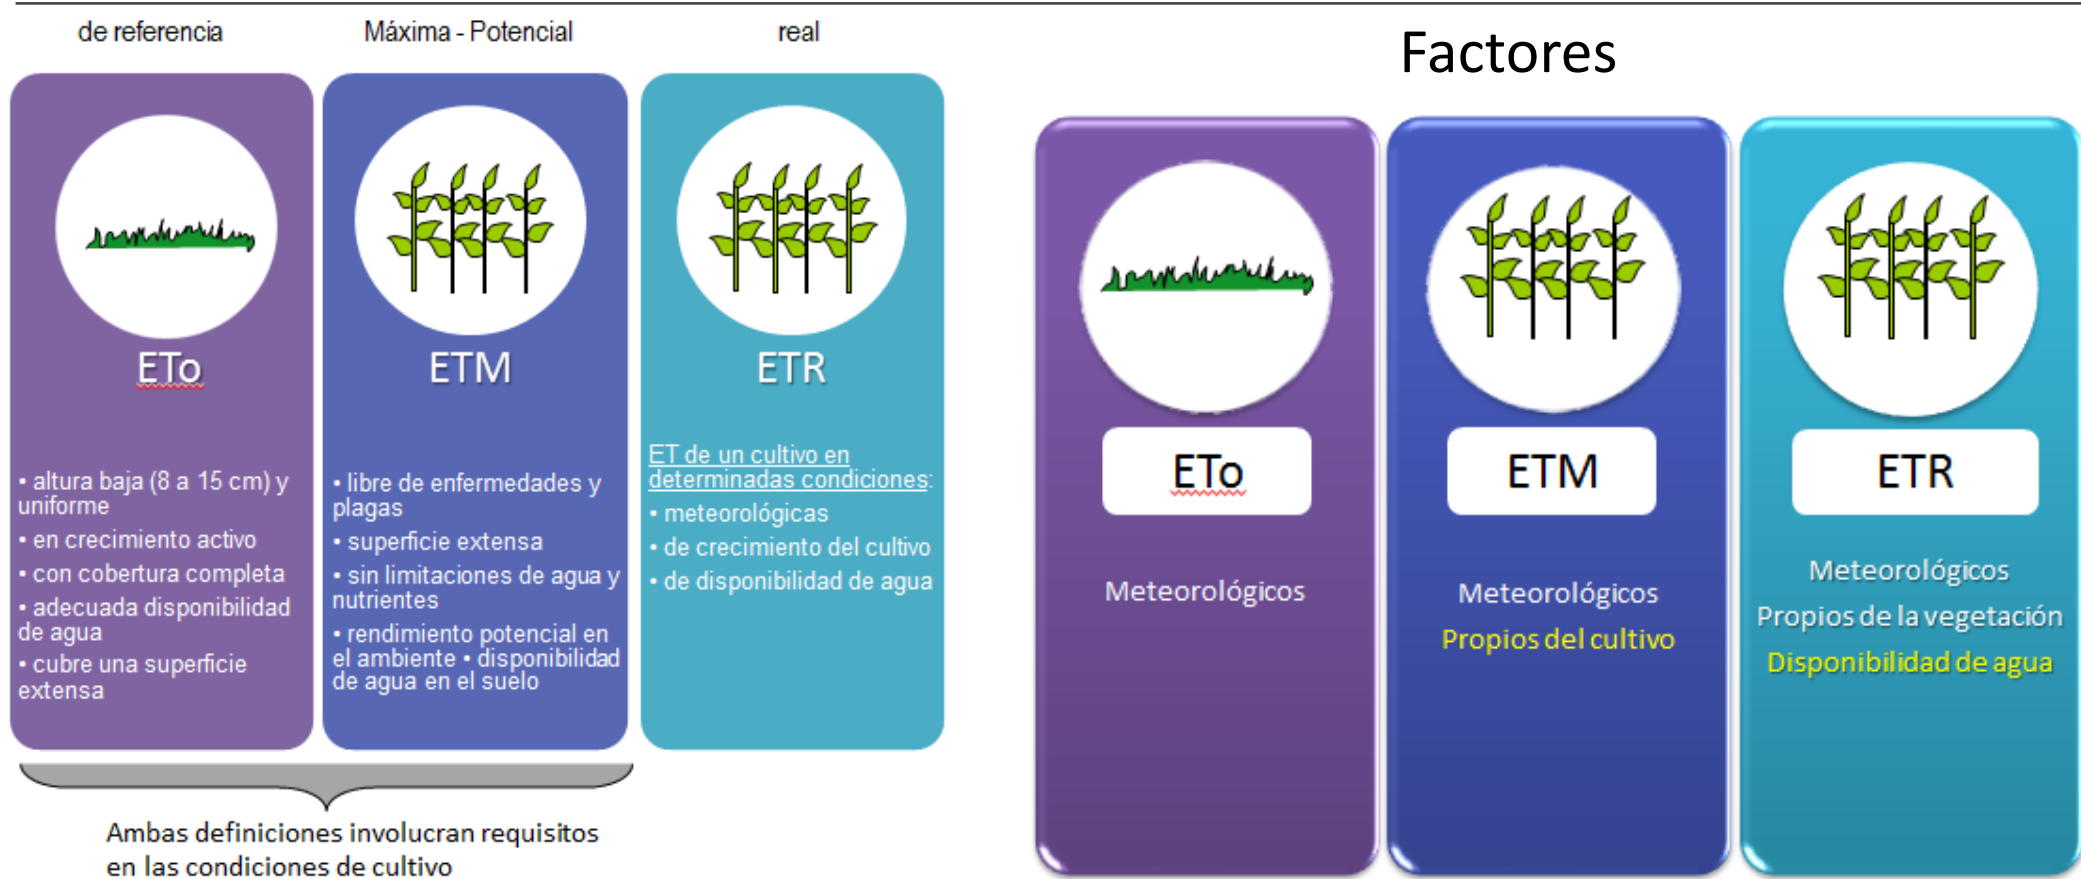 de referencia
Máxima - Potencial
real
ETo
• altura baja (8 a 15 cm) y
uniforme
• en crecimiento activo
• con cobertura completa
• adecuada disponibilidad
de agua
• cubre una superficie
extensa
ETM
• libre de enfermedades y
plagas
• superficie extensa
• sin limitaciones de agua y
nutrientes
• rendimiento potencial en
el ambiente • disponibilidad
de agua en el suelo
ETR
ET de un cultivo en
determinadas condiciones:
• meteorológicas
• de crecimiento del cultivo
• de disponibilidad de agua
Ambas definiciones involucran requisitos
en las condiciones de cultivo
Factores
ETo
Meteorológicos
ETM
Meteorológicos
Propios del cultivo
ETR
Meteorológicos
Propios de la vegetación
Disponibilidad de agua